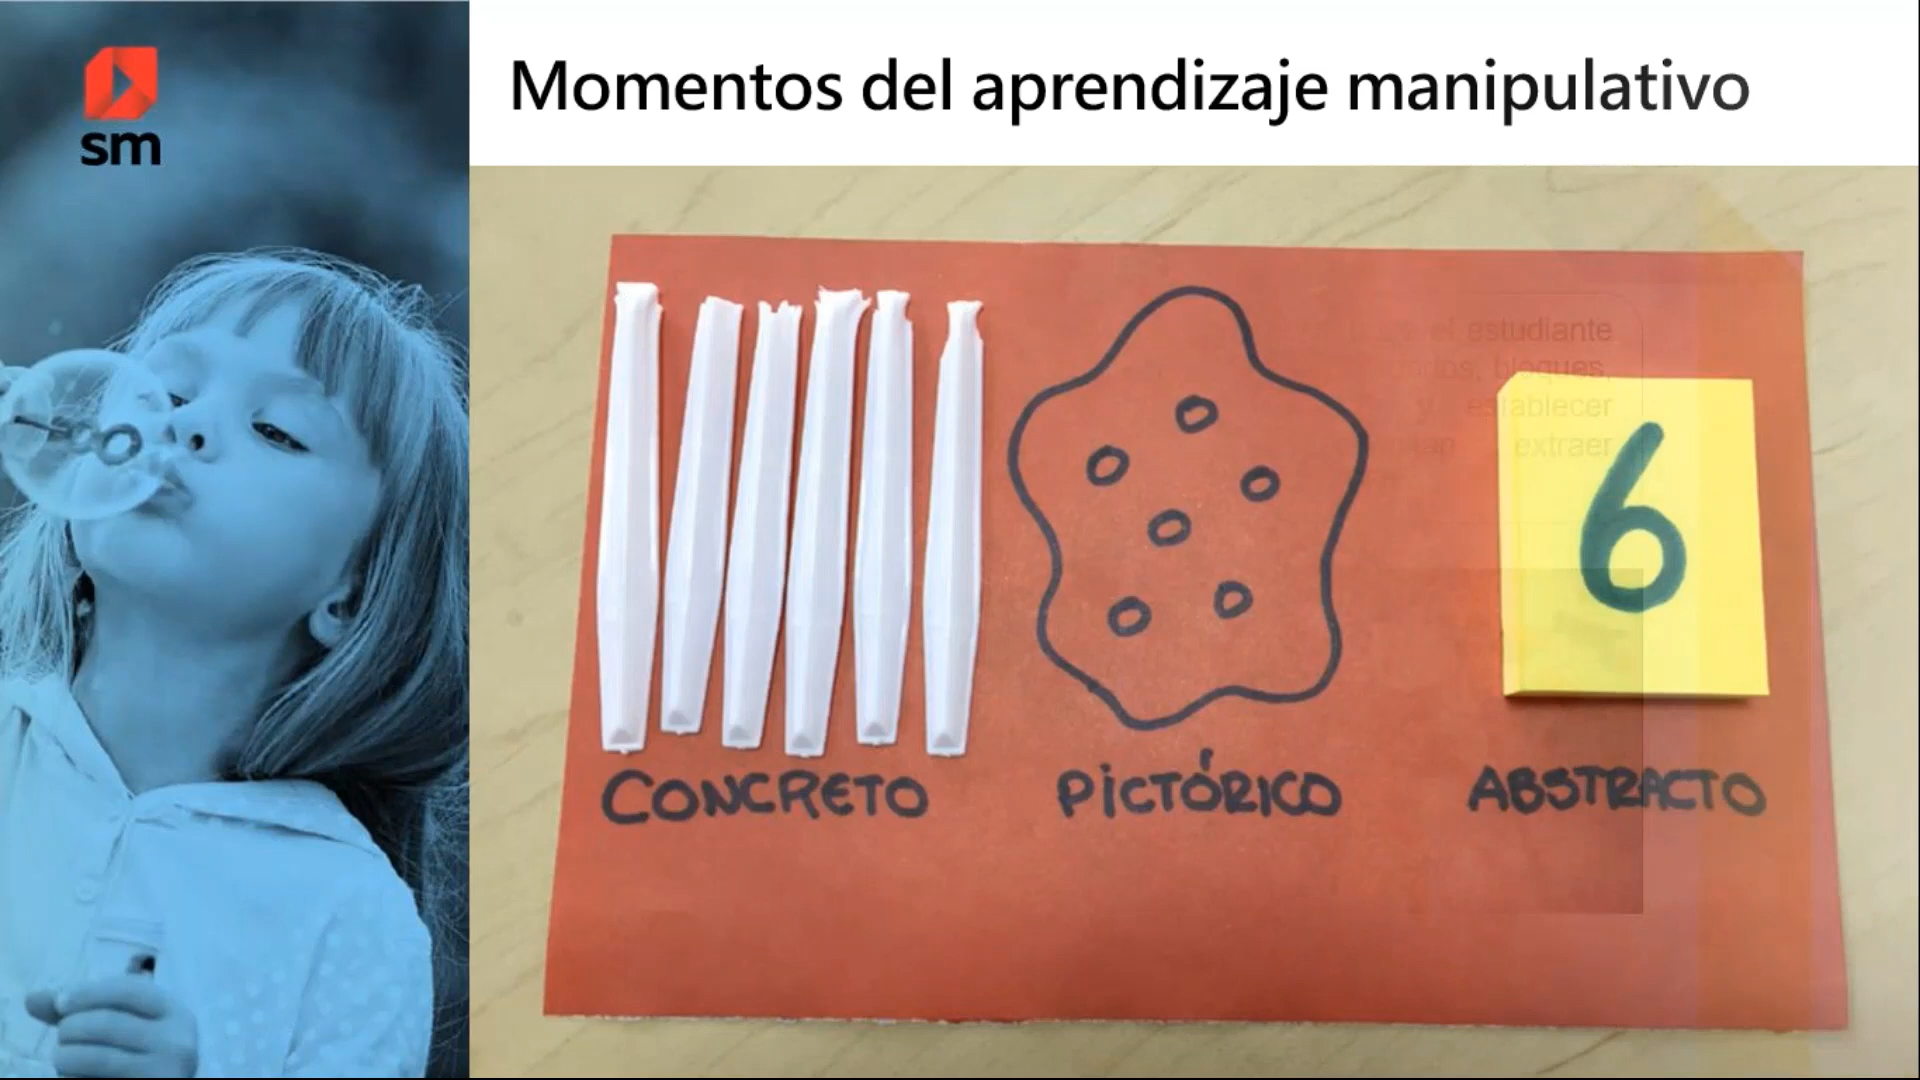 sm
Momentos del aprendizaje manipulativo
el estudiante
bloques,
y establecer
extraer
6
CONCRETO PICTÓRICO ABSTRACTO